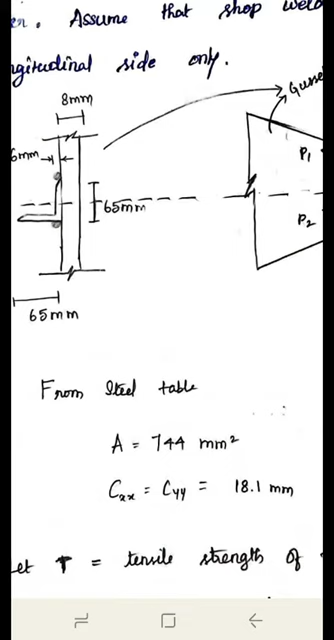 Assume that shop weld
longitudinal side only.
8mm
6mm
65mm
P1
P2
65mm
From Steel table
A = 744 mm²
Cxx = Cyy = 18.1 mm
Let T = tensile strength of